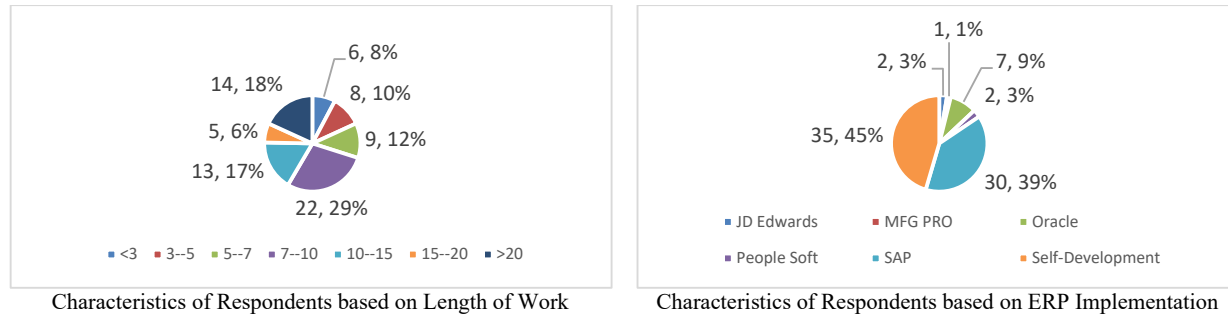 6, 8%
8, 10%
9, 12%
22, 29%
13, 17%
5, 6%
14, 18%
<3 3--5 5--7 7--10 10--15 15--20 >20
Characteristics of Respondents based on Length of Work
1, 1%
2, 3%
7, 9%
2, 3%
30, 39%
35, 45%
JD Edwards MFG PRO Oracle
People Soft SAP Self-Development
Characteristics of Respondents based on ERP Implementation